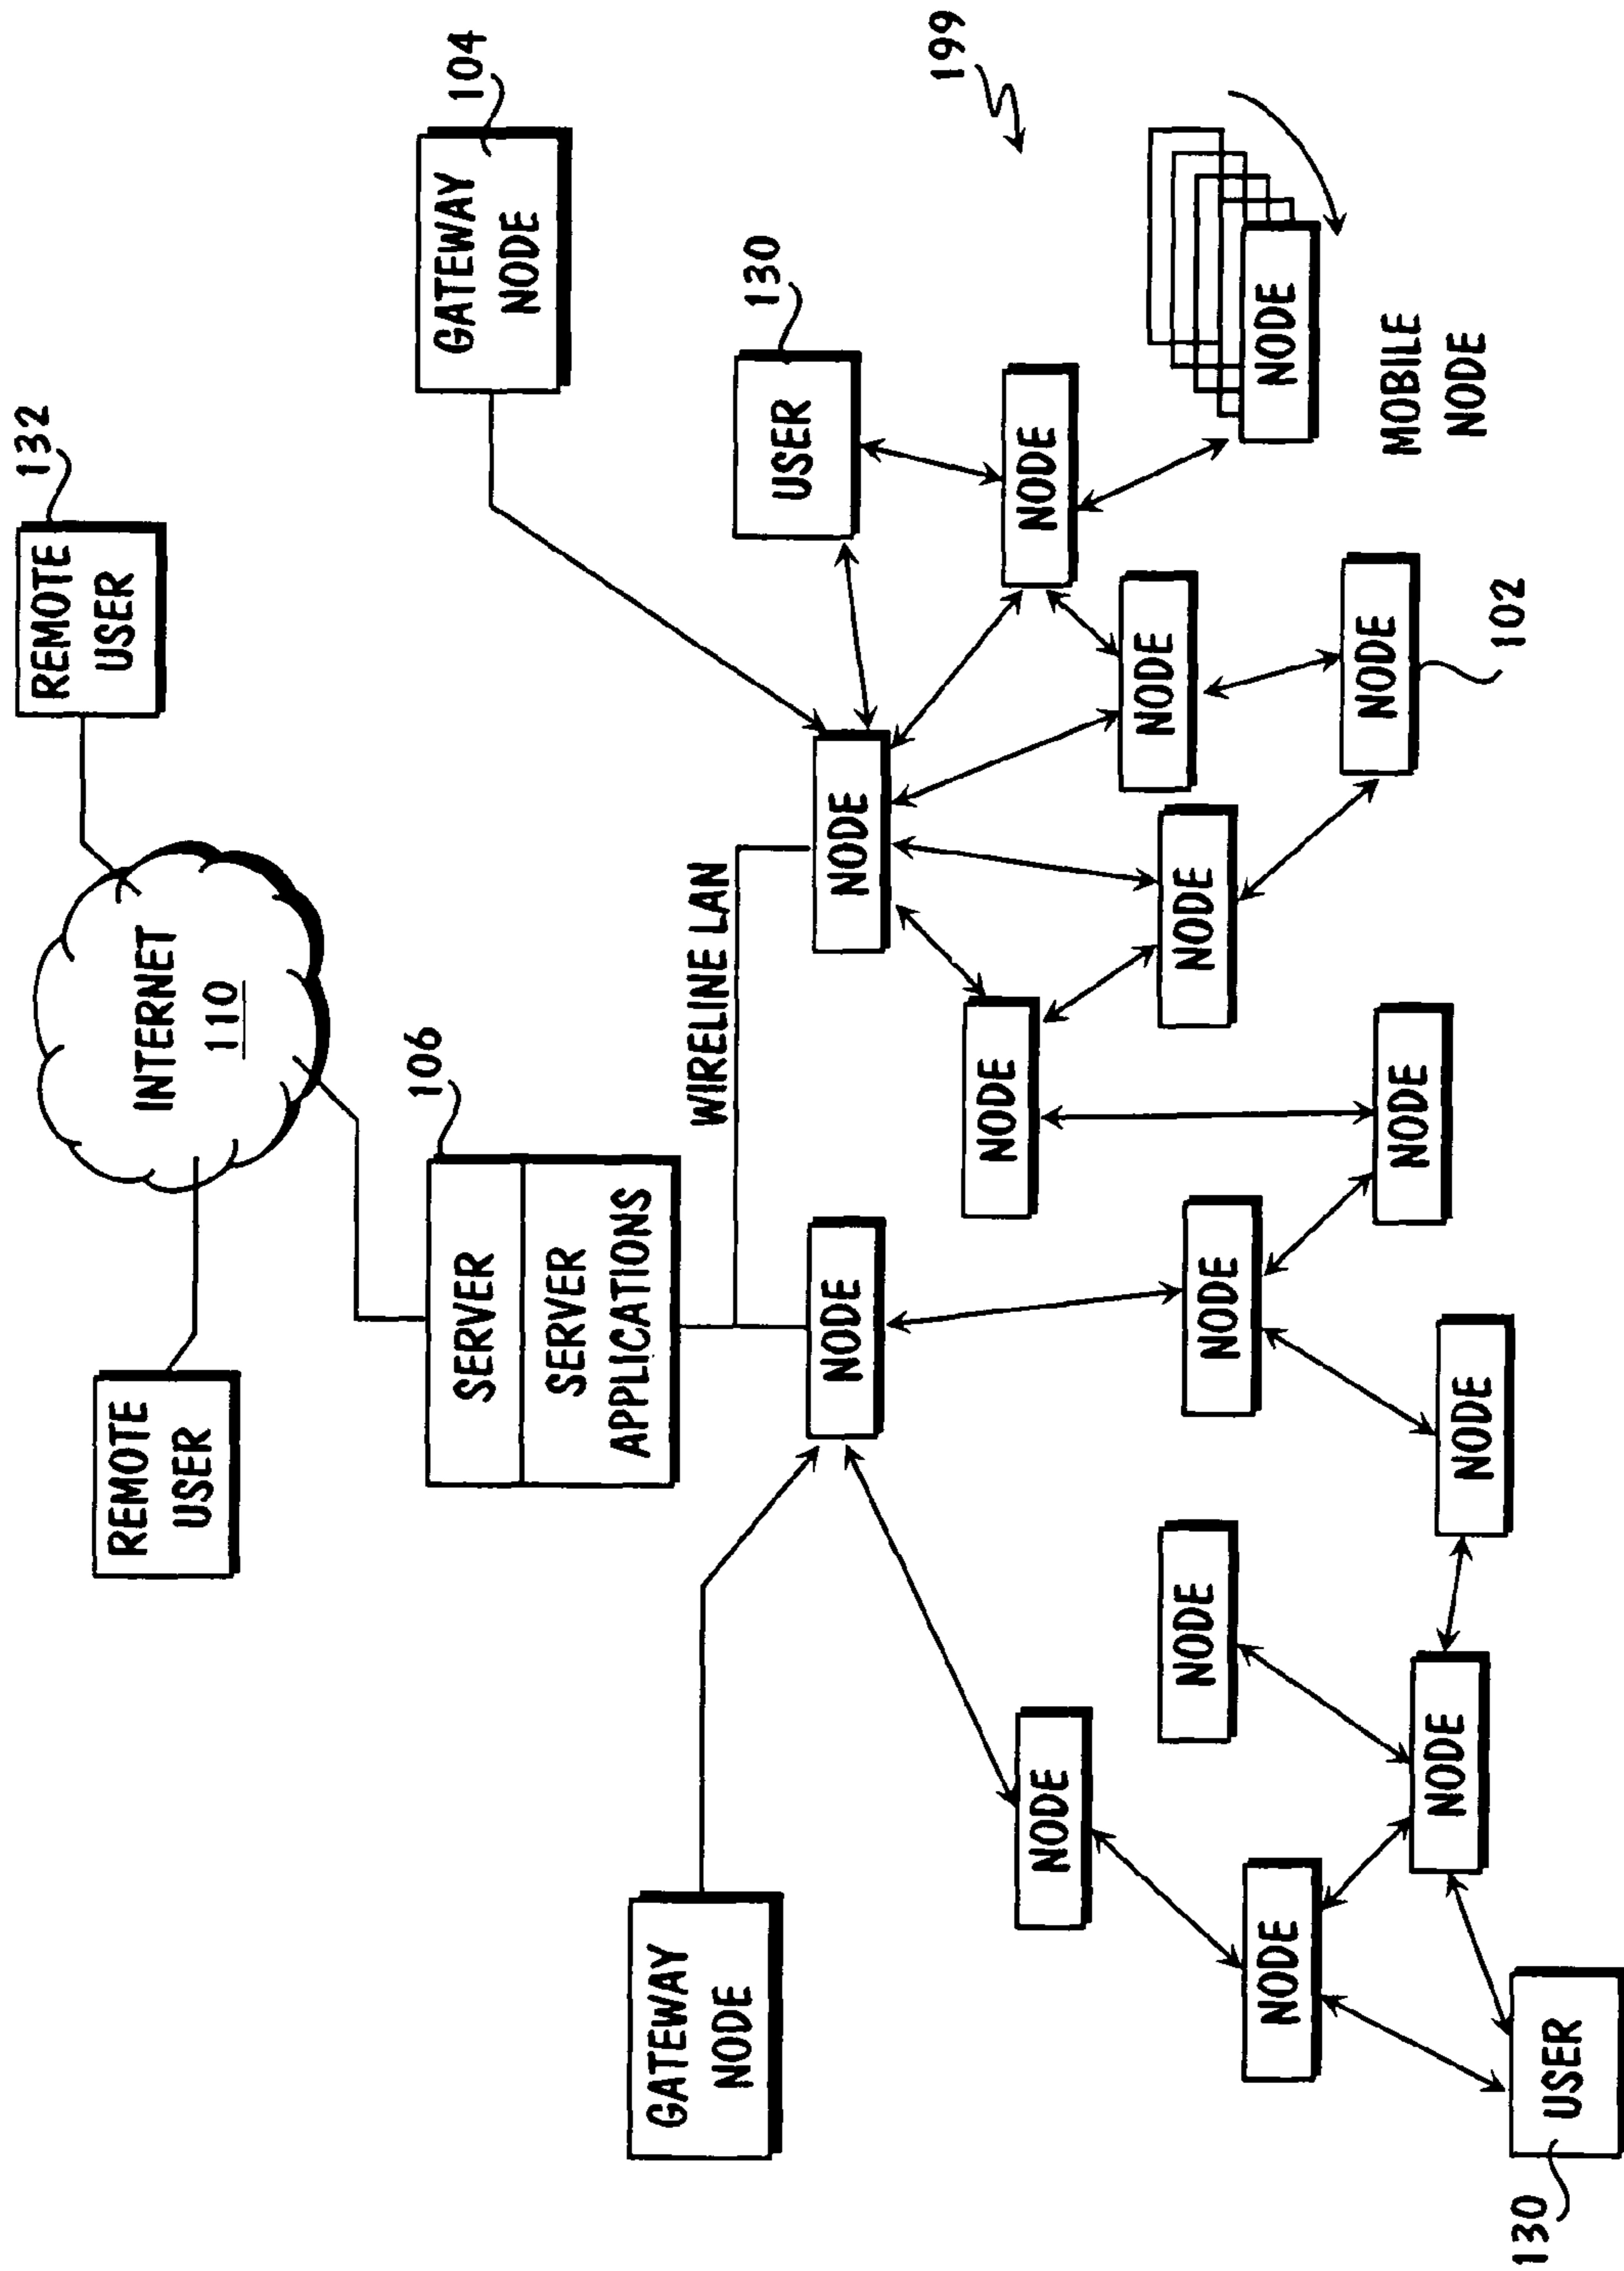 132
REMOTE
USER
REMOTE
USER
INTERNET
110
106
104
GATEWAY
NODE
SERVER
SERVER
APPLICATIONS
GATEWAY
NODE
WIRELINE LAN
130
USER
NODE
NODE
199
NODE
NODE
NODE
NODE
NODE
NODE
NODE
NODE
NODE
NODE
MOBILE
NODE
NODE
NODE
NODE
102
130
USER